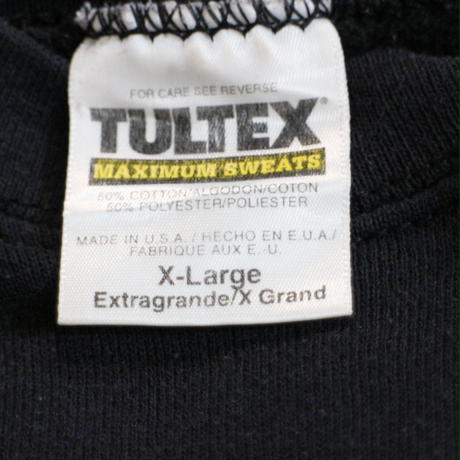 FOR CARE SEE REVERSE
TULTEX®
MAXIMUM SWEATS
50% COTTON/ALGODON/COTON
50% POLYESTER/POLIESTER
MADE IN U.S.A./HECHO EN E.U.A./
FABRIQUE AUX E.-U.
X-Large
Extragrande/X Grand